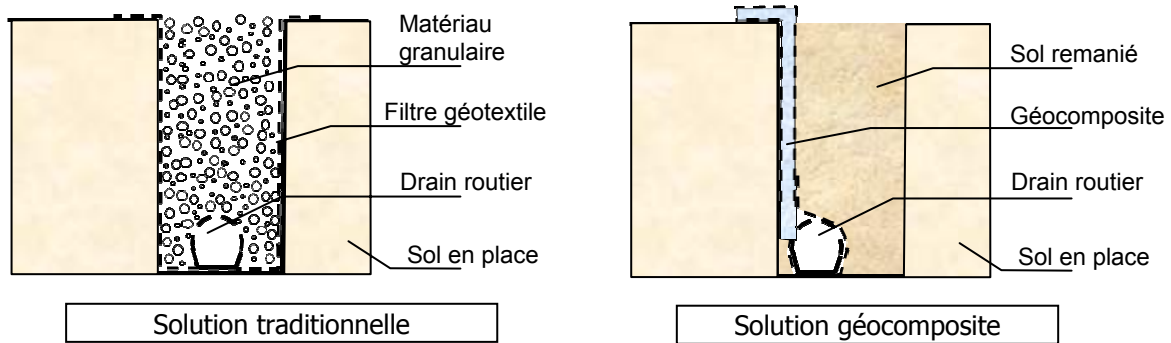 Matériau
granulaire
Filtre géotextile
Drain routier
Sol en place
Solution traditionnelle
Sol remanié
Géocomposite
Drain routier
Sol en place
Solution géocomposite